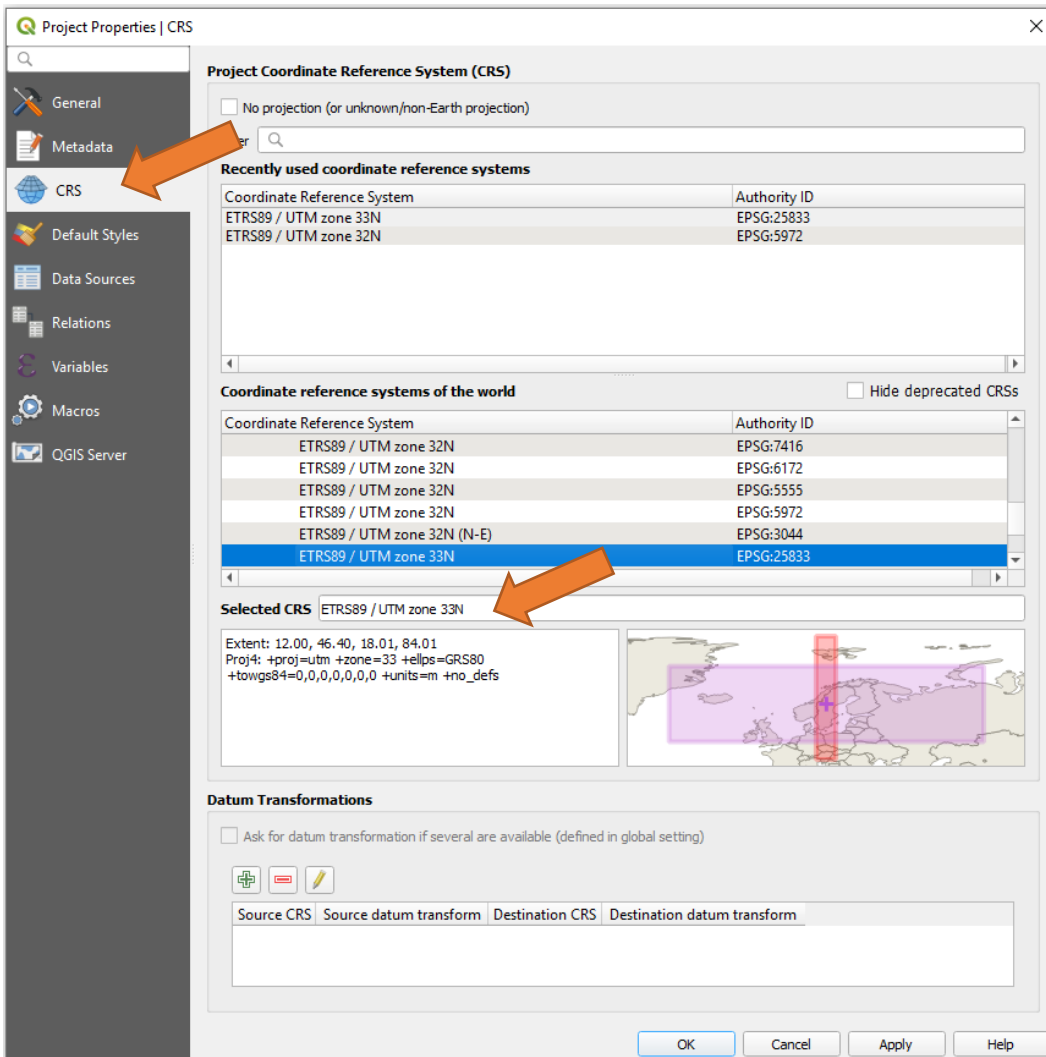 Project Properties | CRS
General
Metadata
CRS
Default Styles
Data Sources
Relations
Variables
Macros
QGIS Server
Project Coordinate Reference System (CRS)
No projection (or unknown/non-Earth projection)
Recently used coordinate reference systems
Coordinate Reference System Authority ID
ETRS89 / UTM zone 33N EPSG:25833
ETRS89 / UTM zone 32N EPSG:5972
Coordinate reference systems of the world Hide deprecated CRSs
Coordinate Reference System Authority ID
ETRS89 / UTM zone 32N EPSG:7416
ETRS89 / UTM zone 32N EPSG:6172
ETRS89 / UTM zone 32N EPSG:5555
ETRS89 / UTM zone 32N EPSG:5972
ETRS89 / UTM zone 32N (N-E) EPSG:3044
ETRS89 / UTM zone 33N EPSG:25833
Selected CRS ETRS89 / UTM zone 33N
Extent: 12.00, 46.40, 18.01, 84.01
Proj4: +proj=utm +zone=33 +ellps=GRS80
+towgs84=0,0,0,0,0,0,0 +units=m +no_defs
Datum Transformations
Ask for datum transformation if several are available (defined in global setting)
Source CRS Source datum transform Destination CRS Destination datum transform
OK Cancel Apply Help